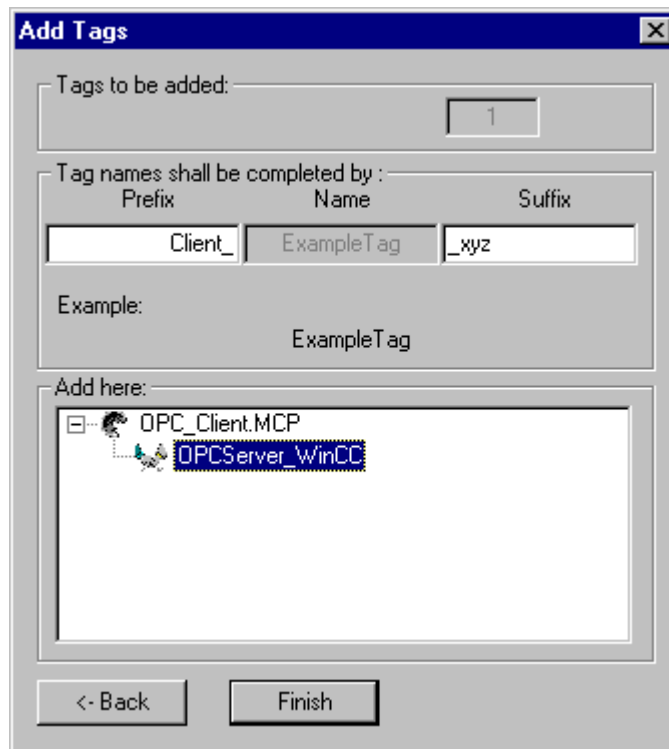 Add Tags
Tags to be added:
1
Tag names shall be completed by :
Prefix Name Suffix
Client_ ExampleTag _xyz
Example:
ExampleTag
Add here:
OPC_Client.MCP
OPCServer_WinCC
<- Back Finish